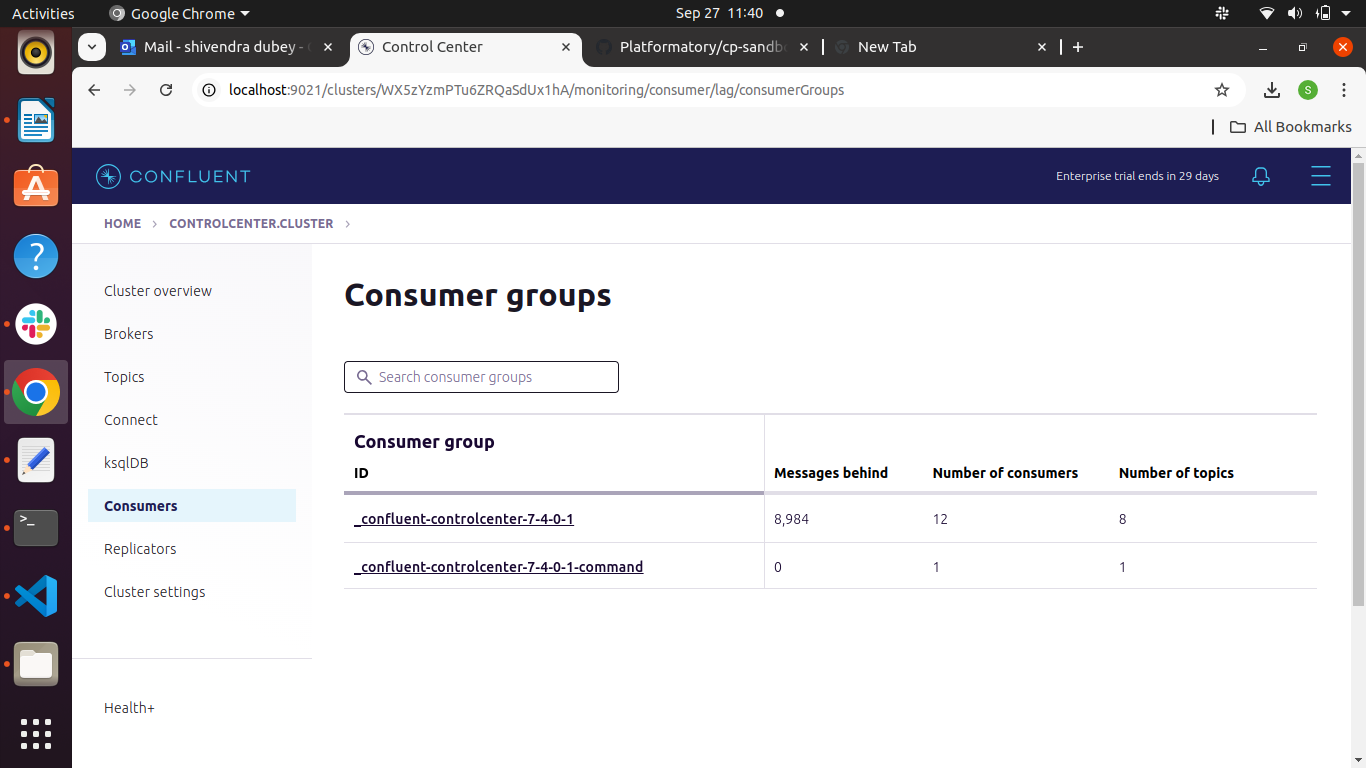 Activities Google Chrome Sep 27 11:40
Mail - shivendra dubey - Control Center Platformatory/cp-sandb New Tab
localhost:9021/clusters/WX5zYzmPTu6ZRQaSdUx1hA/monitoring/consumer/lag/consumerGroups S
All Bookmarks
CONFLUENT Enterprise trial ends in 29 days
HOME > CONTROLCENTER.CLUSTER >
Cluster overview
Brokers
Topics
Connect
ksqlDB
Consumers
Replicators
Cluster settings
Health+
Consumer groups
Search consumer groups
Consumer group
ID Messages behind Number of consumers Number of topics
_confluent-controlcenter-7-4-0-1 8,984 12 8
_confluent-controlcenter-7-4-0-1-command 0 1 1